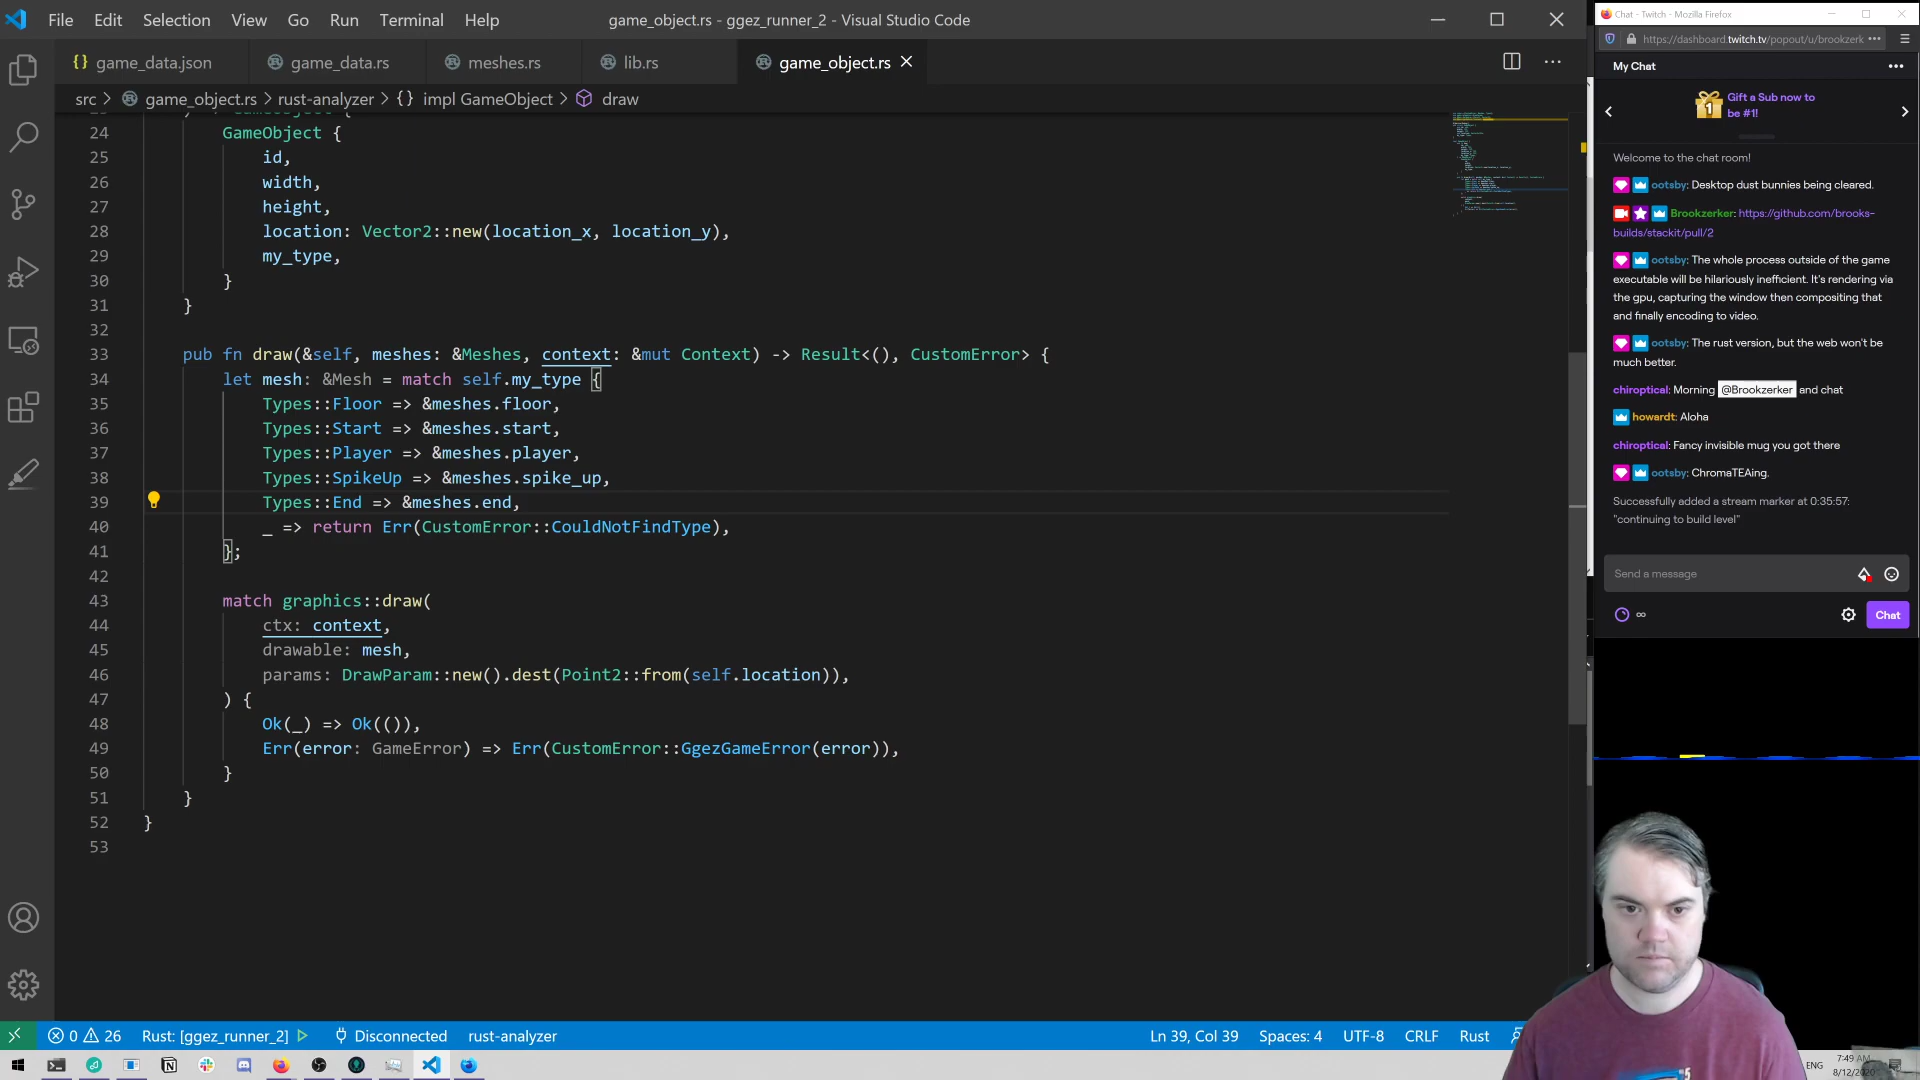 File Edit Selection View Go Run Terminal Help
game_object.rs - ggez_runner_2 - Visual Studio Code
{} game_data.json
game_data.rs
meshes.rs
lib.rs
game_object.rs
src > game_object.rs > rust-analyzer > {} impl GameObject > draw
24 GameObject {
25 id,
26 width,
27 height,
28 location: Vector2::new(location_x, location_y),
29 my_type,
30 }
31 }
32
33 pub fn draw(&self, meshes: &Meshes, context: &mut Context) -> Result<(), CustomError> {
34 let mesh: &Mesh = match self.my_type {
35 Types::Floor => &meshes.floor,
36 Types::Start => &meshes.start,
37 Types::Player => &meshes.player,
38 Types::SpikeUp => &meshes.spike_up,
39 Types::End => &meshes.end,
40 _ => return Err(CustomError::CouldNotFindType),
41 };
42
43 match graphics::draw(
44 ctx: context,
45 drawable: mesh,
46 params: DrawParam::new().dest(Point2::from(self.location)),
47 ) {
48 Ok(_) => Ok(()),
49 Err(error: GameError) => Err(CustomError::GgezGameError(error)),
50 }
51 }
52 }
53
0 26 Rust: [ggez_runner_2] Disconnected rust-analyzer
Ln 39, Col 39 Spaces: 4 UTF-8 CRLF Rust
Chat - Twitch - Mozilla Firefox
https://dashboard.twitch.tv/popout/u/brookzerk
My Chat
1
Gift a Sub now to
be #1!
Welcome to the chat room!
ootsby: Desktop dust bunnies being cleared.
Brookzerker: https://github.com/brooks-
builds/stackit/pull/2
ootsby: The whole process outside of the game
executable will be hilariously inefficient. It's rendering via
the gpu, capturing the window then compositing that
and finally encoding to video.
ootsby: The rust version, but the web won't be
much better.
chiroptical: Morning @Brookzerker and chat
howardt: Aloha
chiroptical: Fancy invisible mug you got there
ootsby: ChromaTEAing.
Successfully added a stream marker at 0:35:57:
"continuing to build level"
Send a message
∞
Chat
ENG
7:49 AM